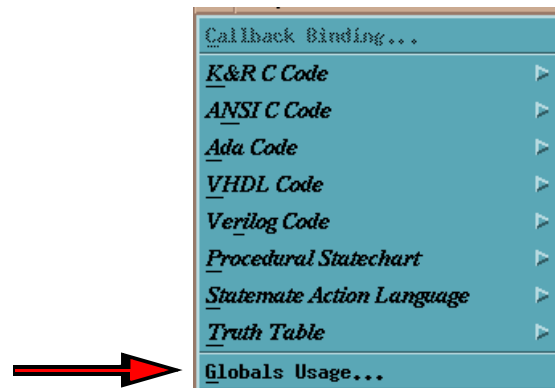 Callback Binding...
K&R C Code
ANSI C Code
Ada Code
VHDL Code
Verilog Code
Procedural Statechart
Statemate Action Language
Truth Table
Globals Usage...